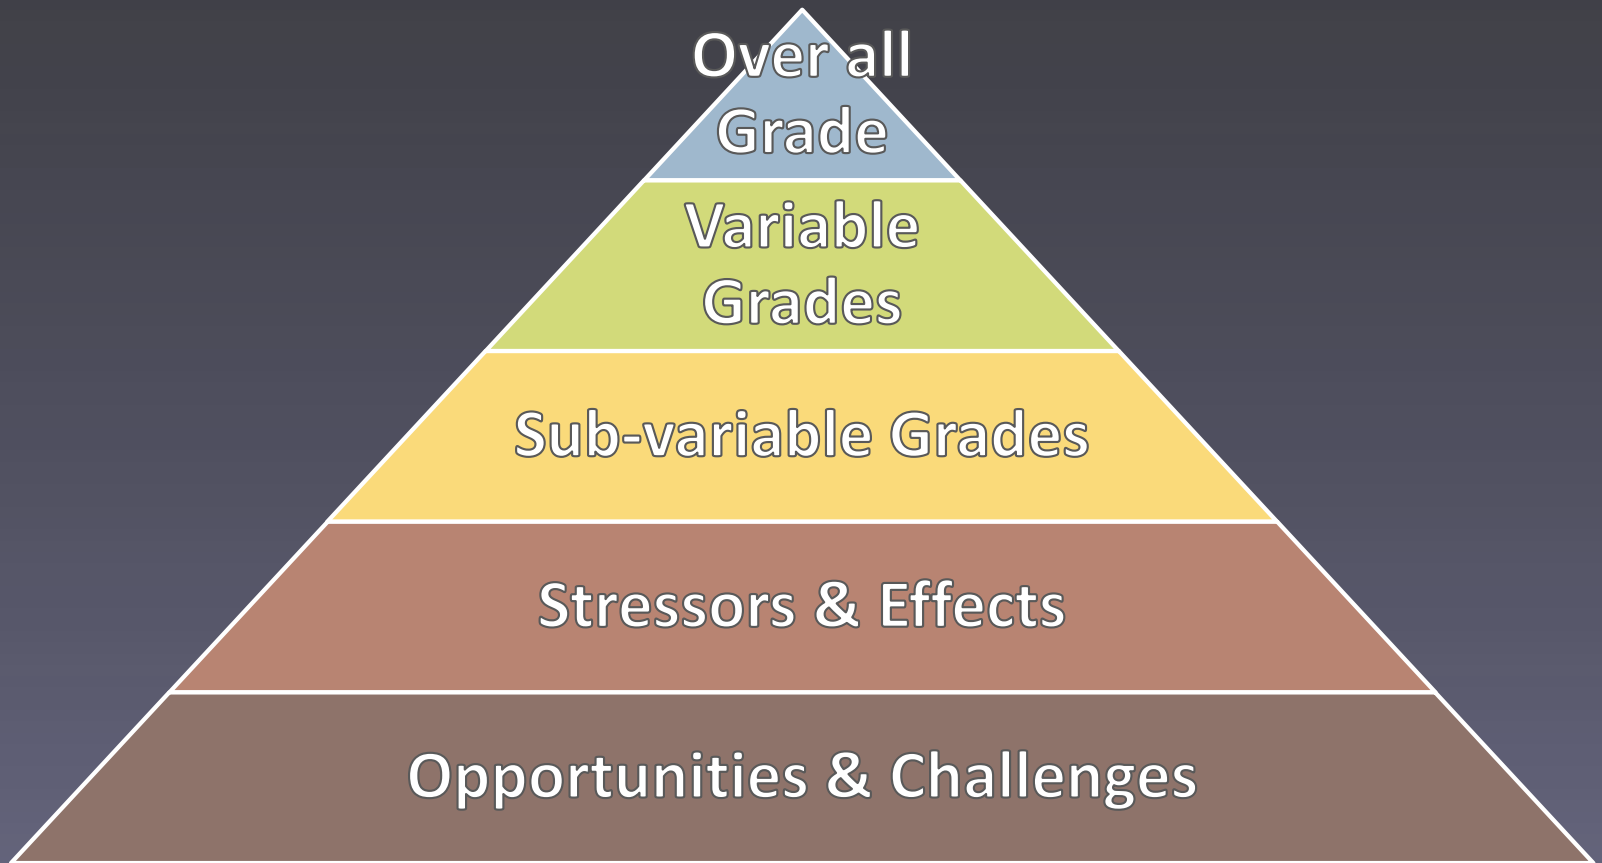 Over all
Grade
Variable
Grades
Sub-variable Grades
Stressors & Effects
Opportunities & Challenges